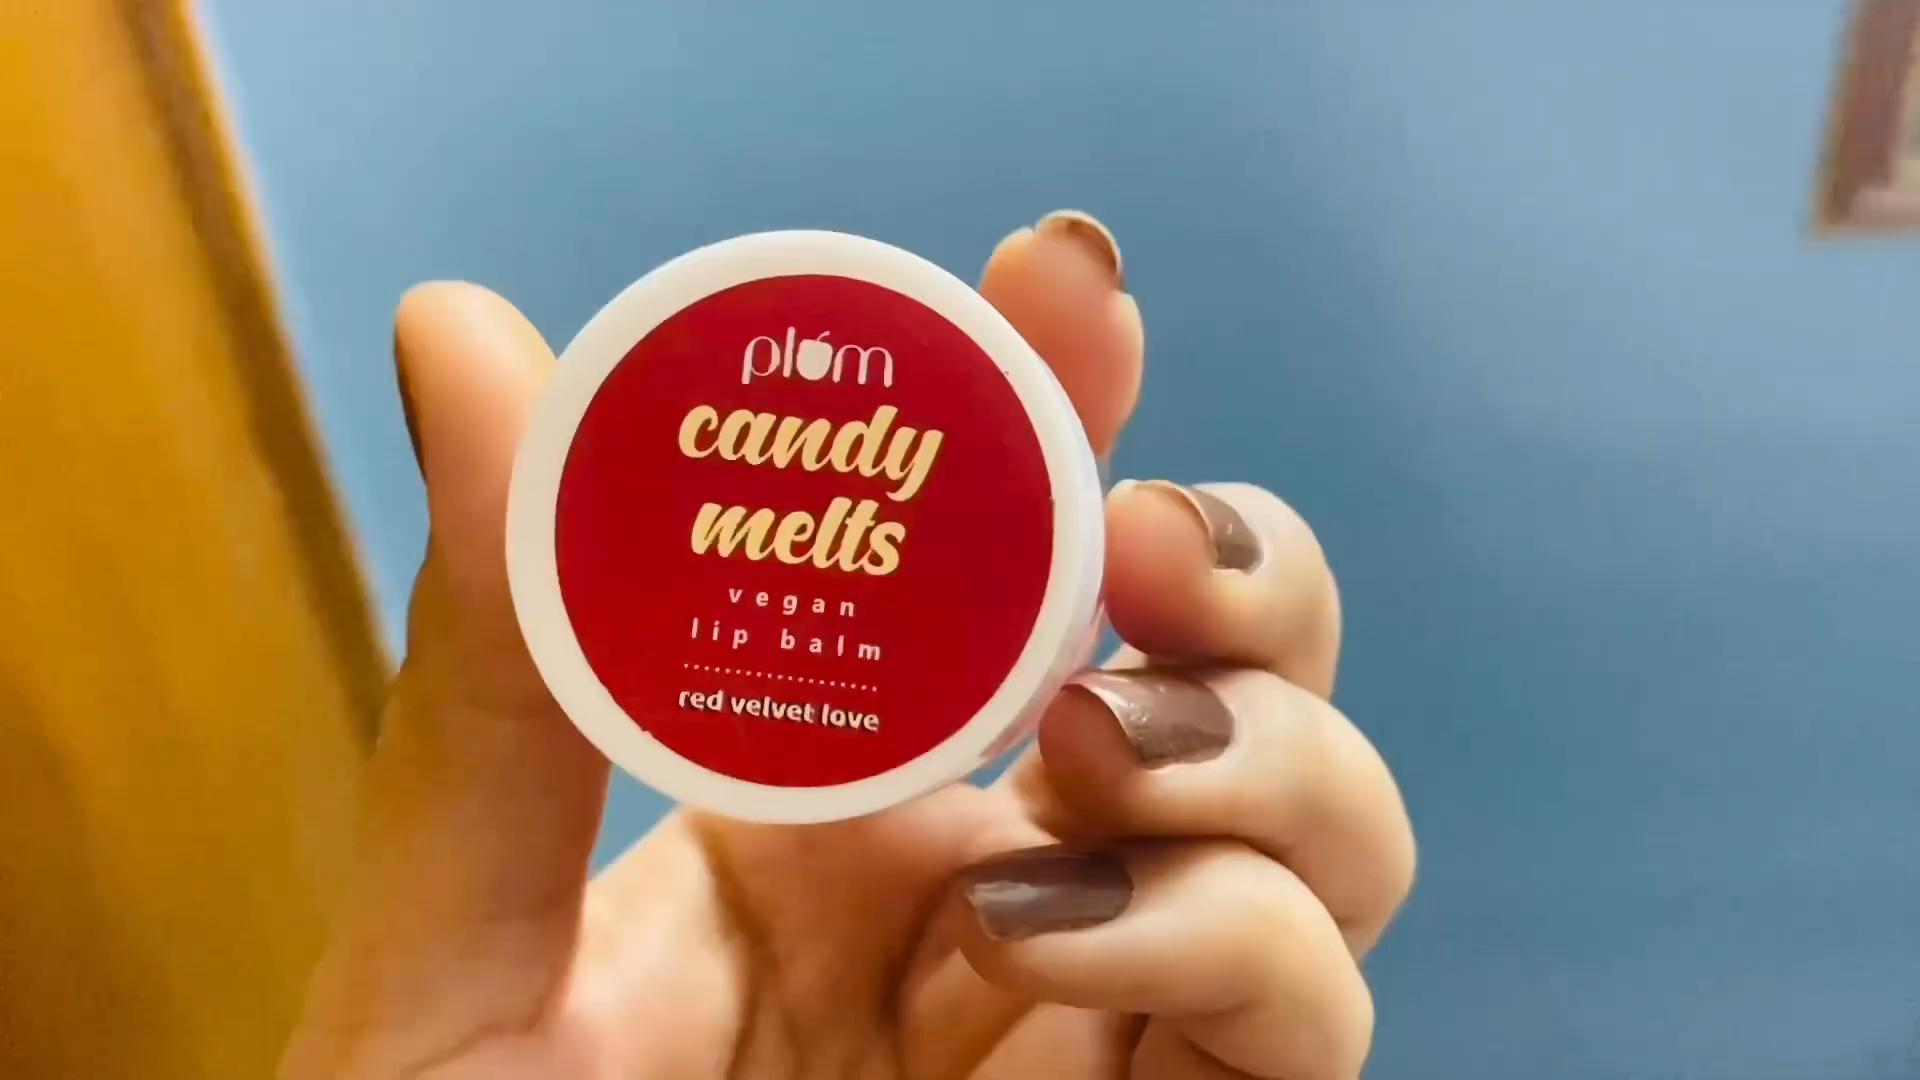 plum
candy
melts
vegan
lip balm
red velvet love